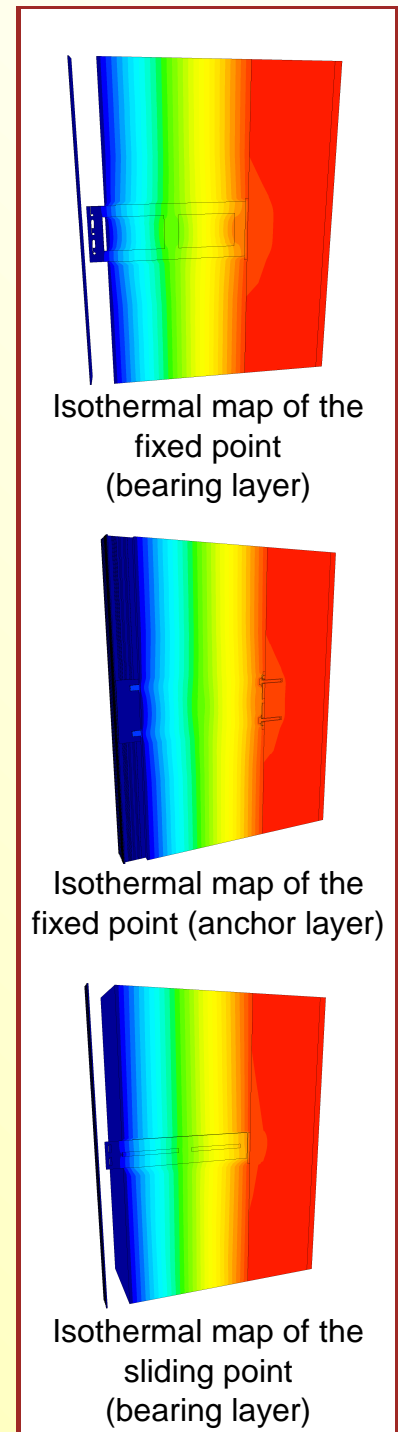 Isothermal map of the
fixed point
(bearing layer)
Isothermal map of the
fixed point (anchor layer)
Isothermal map of the
sliding point
(bearing layer)